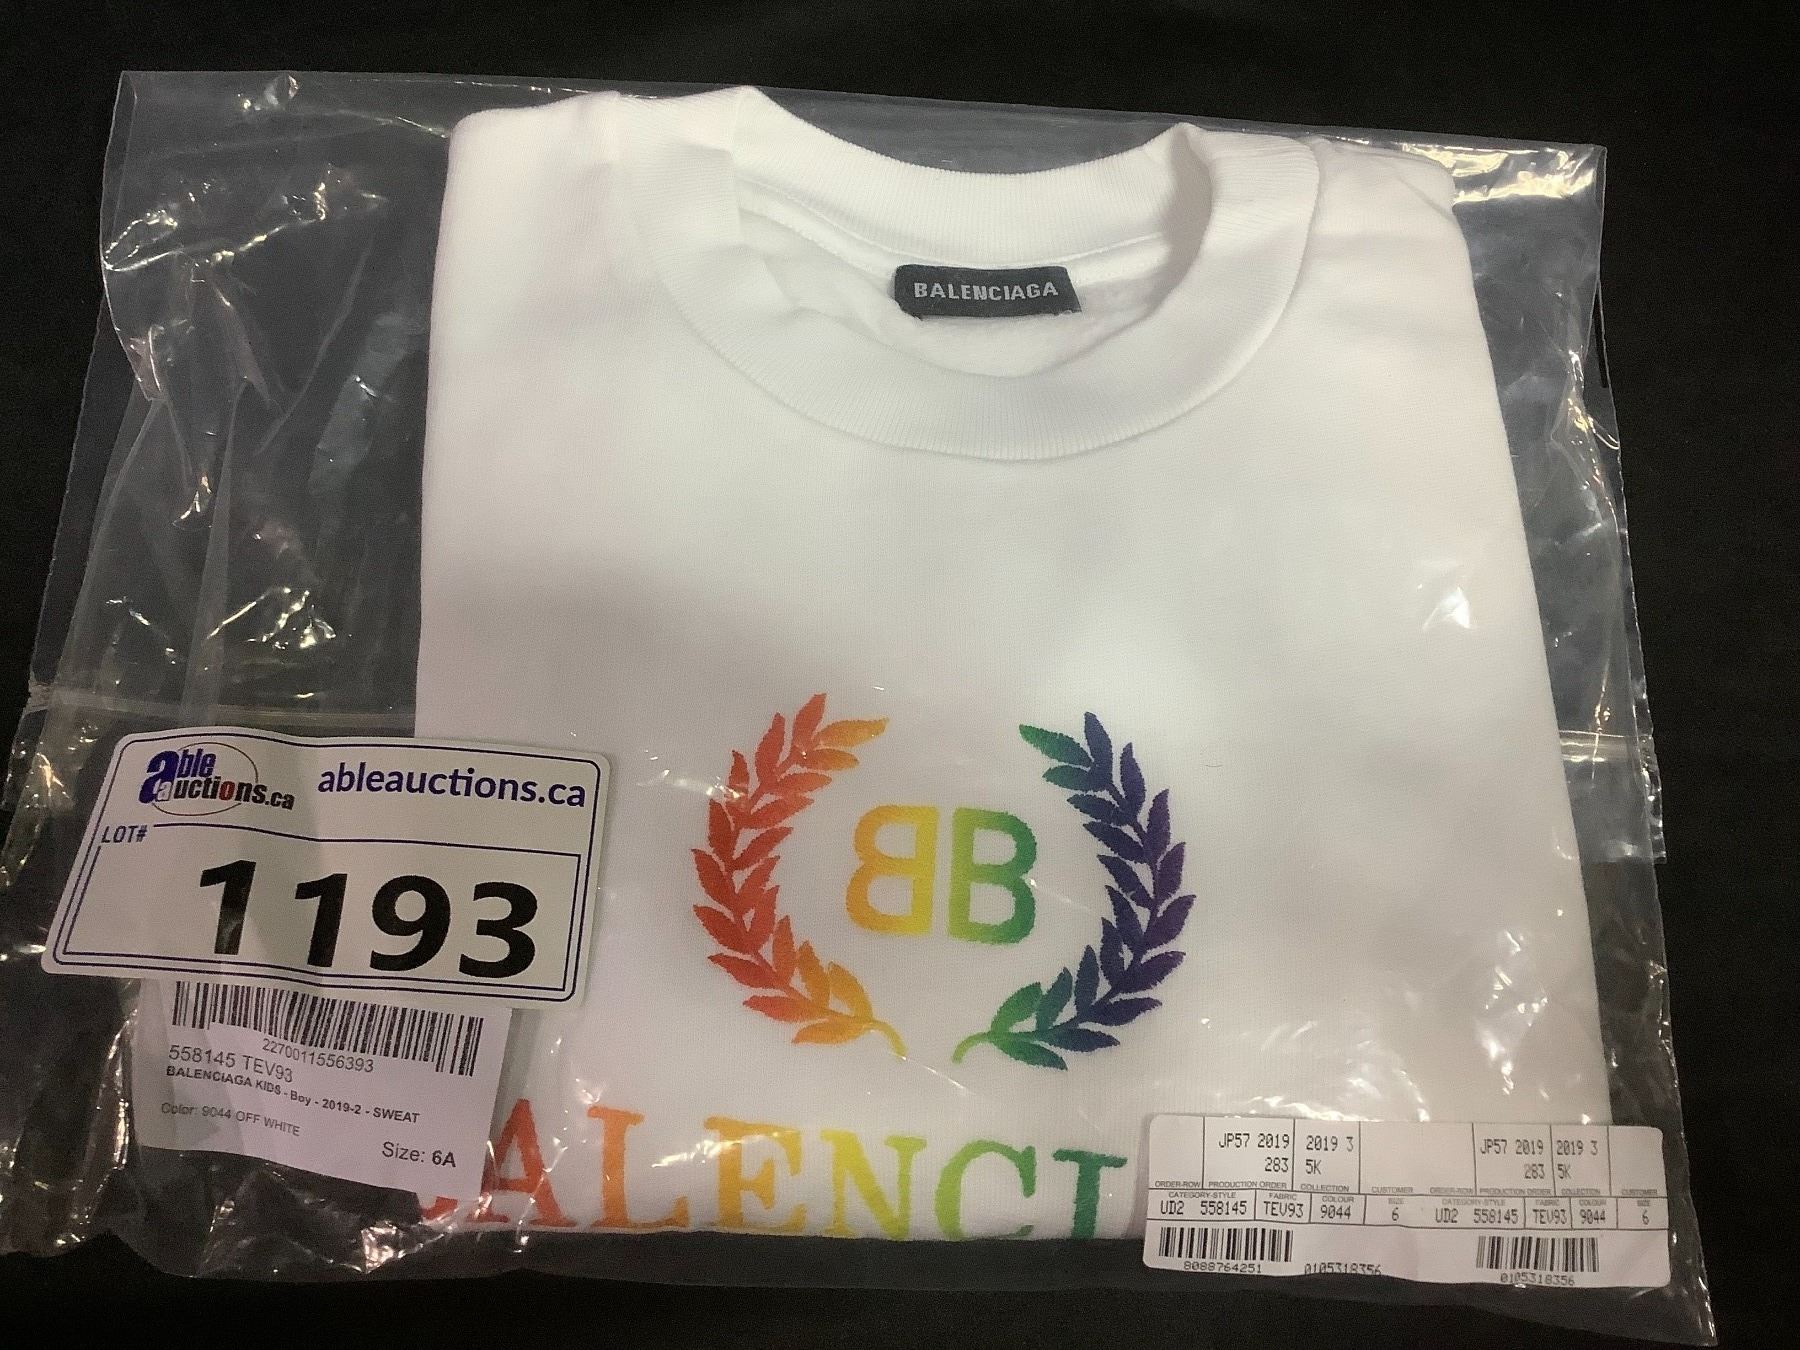 BALENCIAGA
able auctions.ca
ableauctions.ca
LOT#
1193
BB
2270011556393
558145 TEV93
BALENCIAGA KIDS - Boy - 2019-2 - SWEAT
Color: 9044 OFF WHITE
Size: 6A
ALENCI
JP57 2019 2019 3 JP57 2019 2019 3
283 5K 283 5K
ORDER-ROW PRODUCTION ORDER COLLECTION CUSTOMER ORDER-ROW PRODUCTION ORDER COLLECTION CUSTOMER
CATEGORY-STYLE FABRIC COLOUR SIZE CATEGORY-STYLE FABRIC COLOUR SIZE
UD2 558145 TEV93 9044 6 UD2 558145 TEV93 9044 6
8088764251 0105318356 0105318356